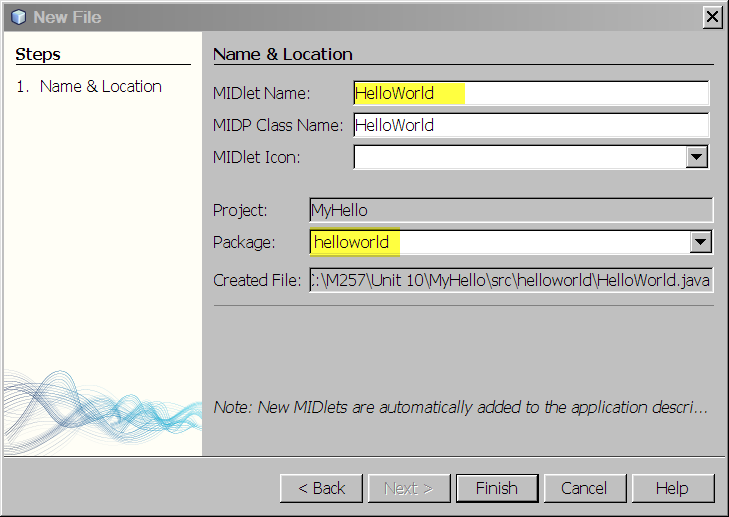 New File
Steps
1. Name & Location
Name & Location
MIDlet Name: HelloWorld
MIDP Class Name: HelloWorld
MIDlet Icon:
Project: MyHello
Package: helloworld
Created File: C:\M257\Unit 10\MyHello\src\helloworld\HelloWorld.java
Note: New MIDlets are automatically added to the application descri...
< Back Next > Finish Cancel Help